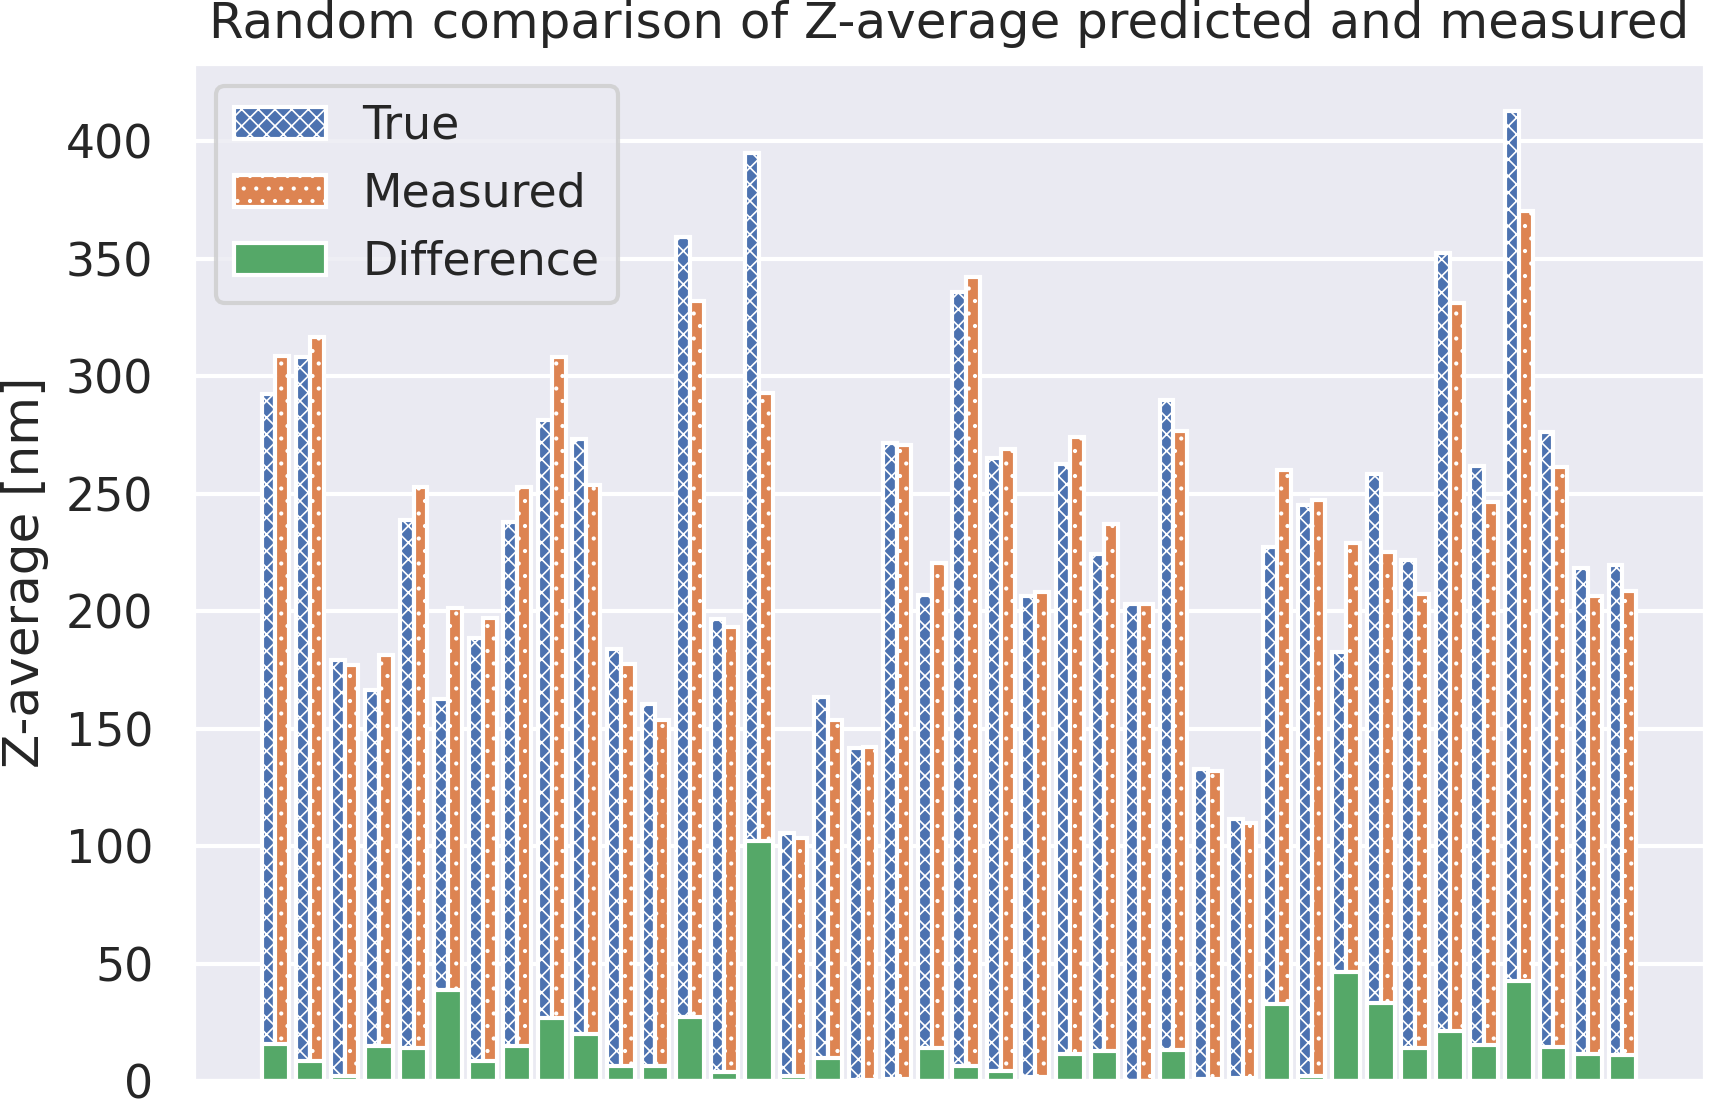 Random comparison of Z-average predicted and measured
True
Measured
Difference
Z-average [nm]
400
350
300
250
200
150
100
50
0